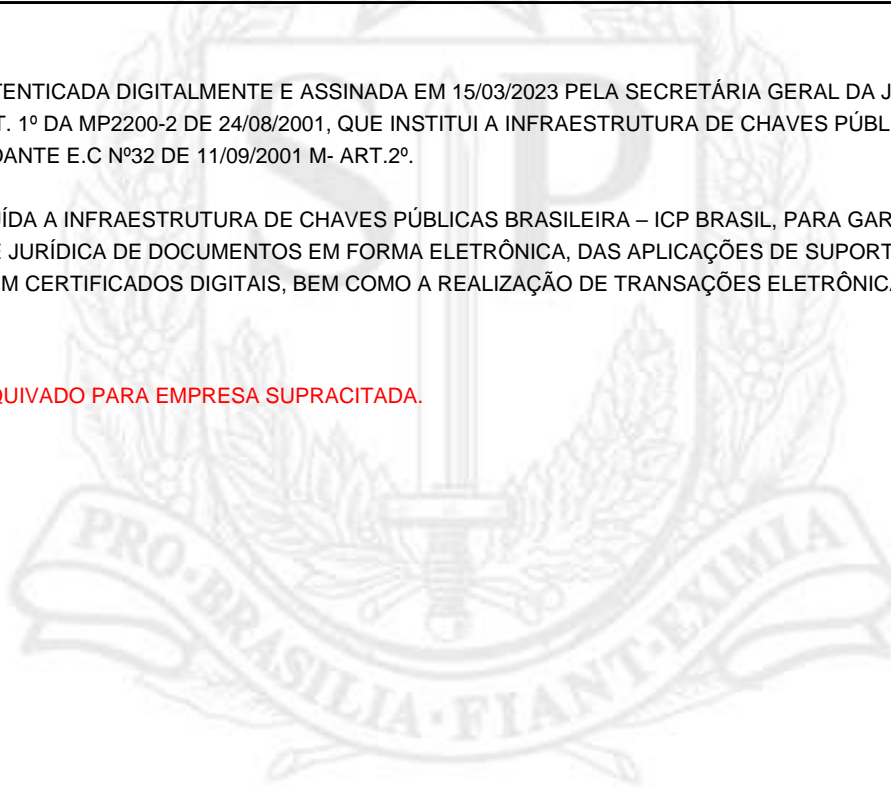 TENTICADA DIGITALMENTE E ASSINADA EM 15/03/2023 PELA SECRETÁRIA GERAL DA J
T. 1º DA MP2200-2 DE 24/08/2001, QUE INSTITUI A INFRAESTRUTURA DE CHAVES PÚBL
DANTE E.C Nº32 DE 11/09/2001 M- ART.2º.
ÍDA A INFRAESTRUTURA DE CHAVES PÚBLICAS BRASILEIRA – ICP BRASIL, PARA GAR
E JURÍDICA DE DOCUMENTOS EM FORMA ELETRÔNICA, DAS APLICAÇÕES DE SUPORT
M CERTIFICADOS DIGITAIS, BEM COMO A REALIZAÇÃO DE TRANSAÇÕES ELETRÔNICA
QUIVADO PARA EMPRESA SUPRACITADA.
SP
PRO·BRASILIA·FIANT·EXIMIA